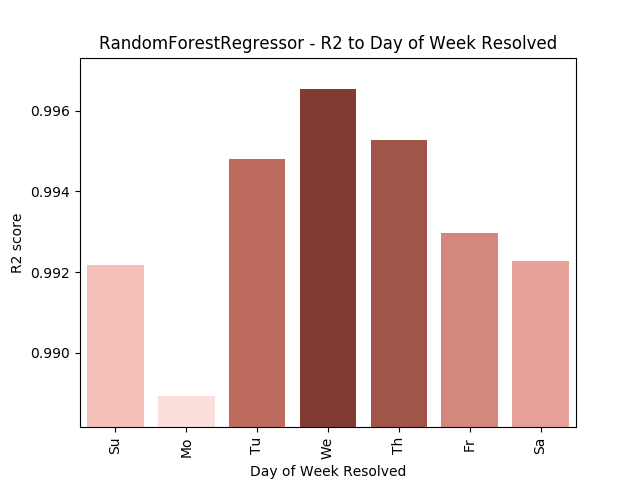 RandomForestRegressor - R2 to Day of Week Resolved
0.996
0.994
0.992
0.990
R2 score
Su Mo Tu We Th Fr Sa
Day of Week Resolved